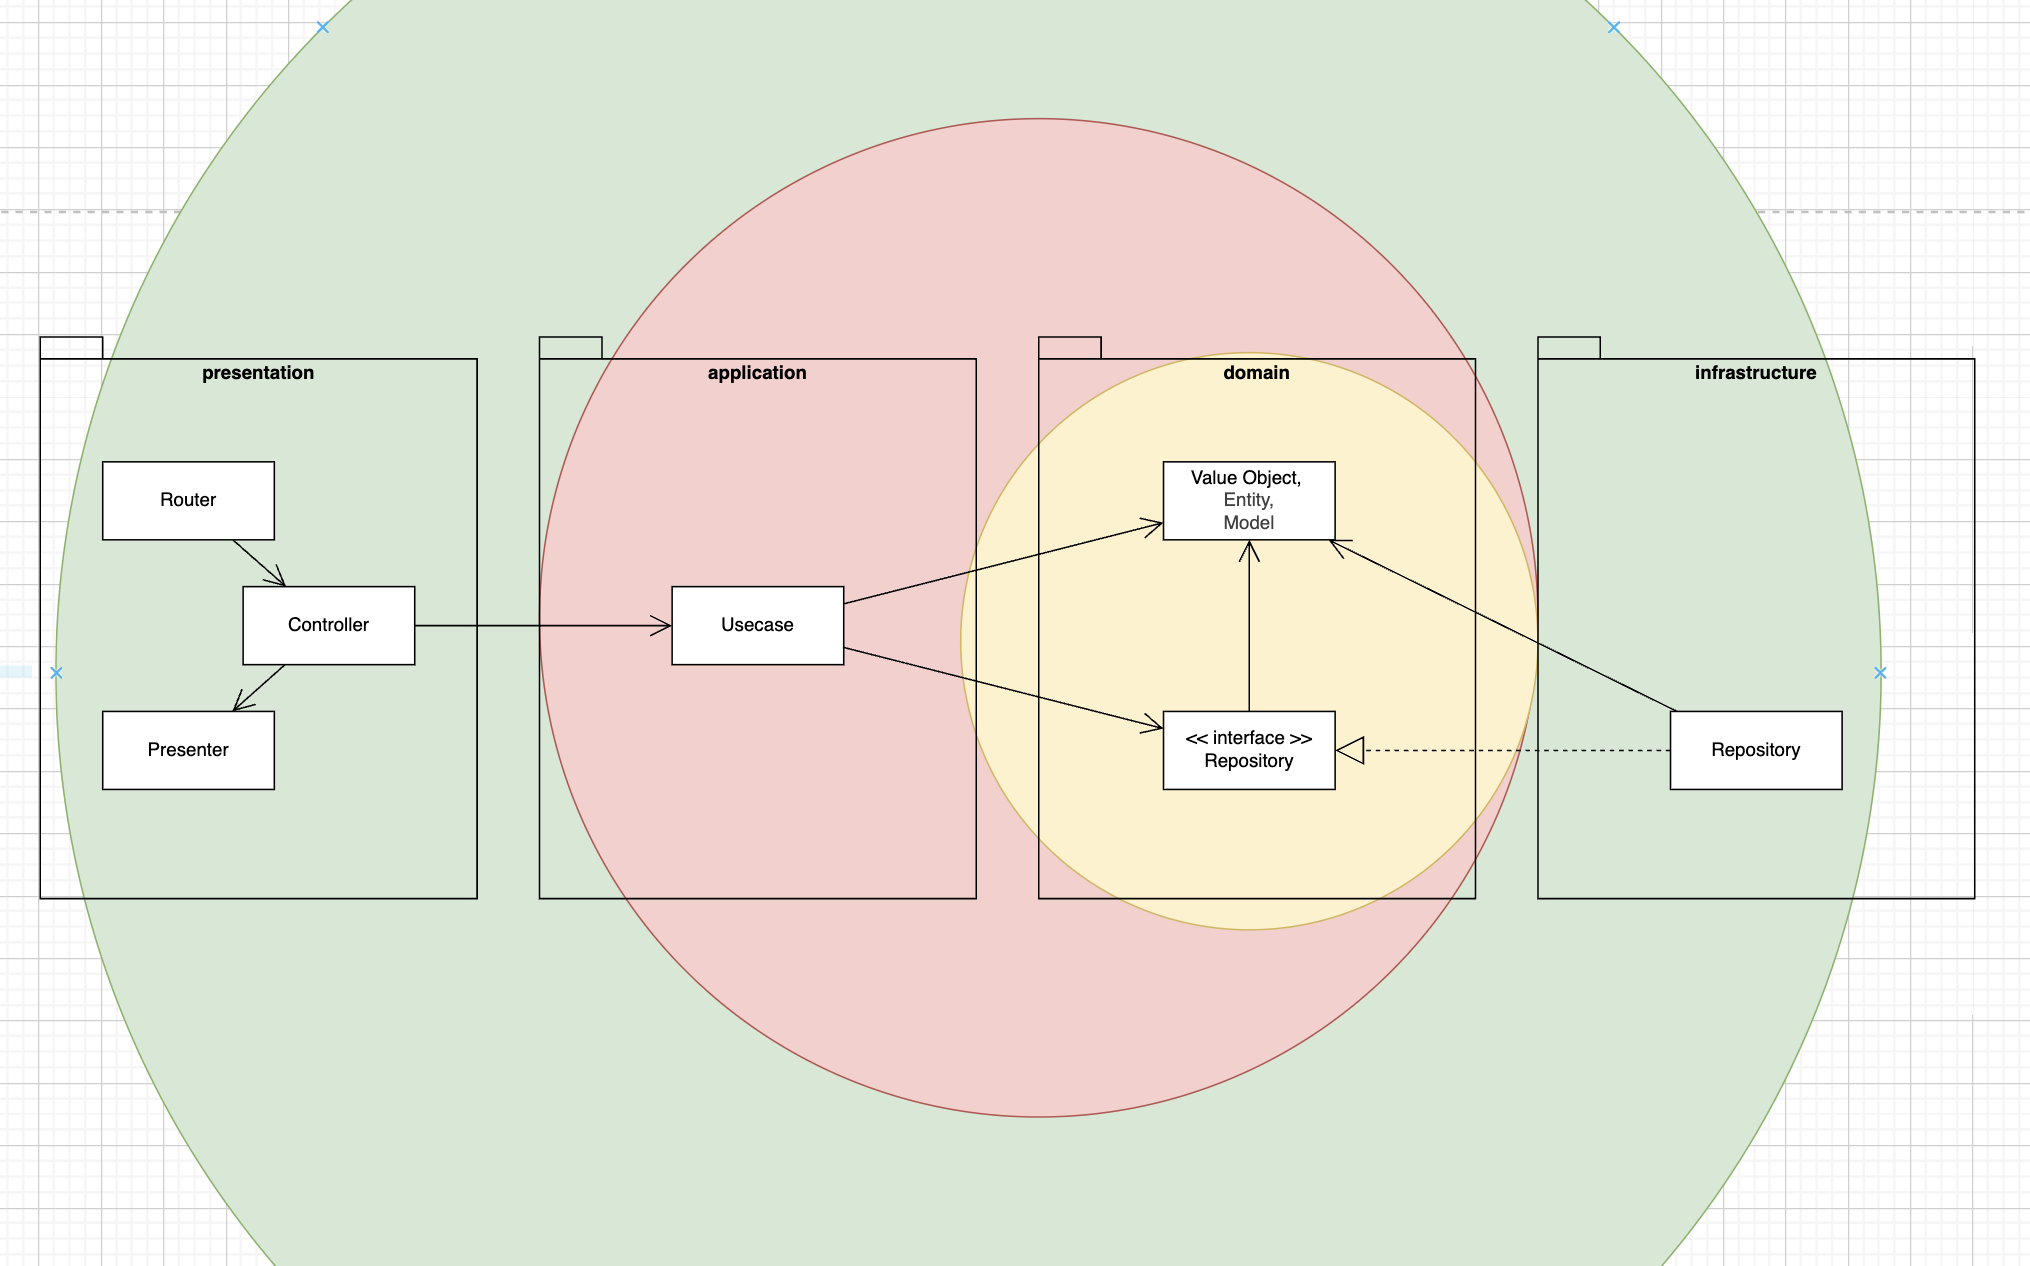 presentation
Router
Controller
Presenter
application
Usecase
domain
Value Object,
Entity,
Model
<< interface >>
Repository
infrastructure
Repository